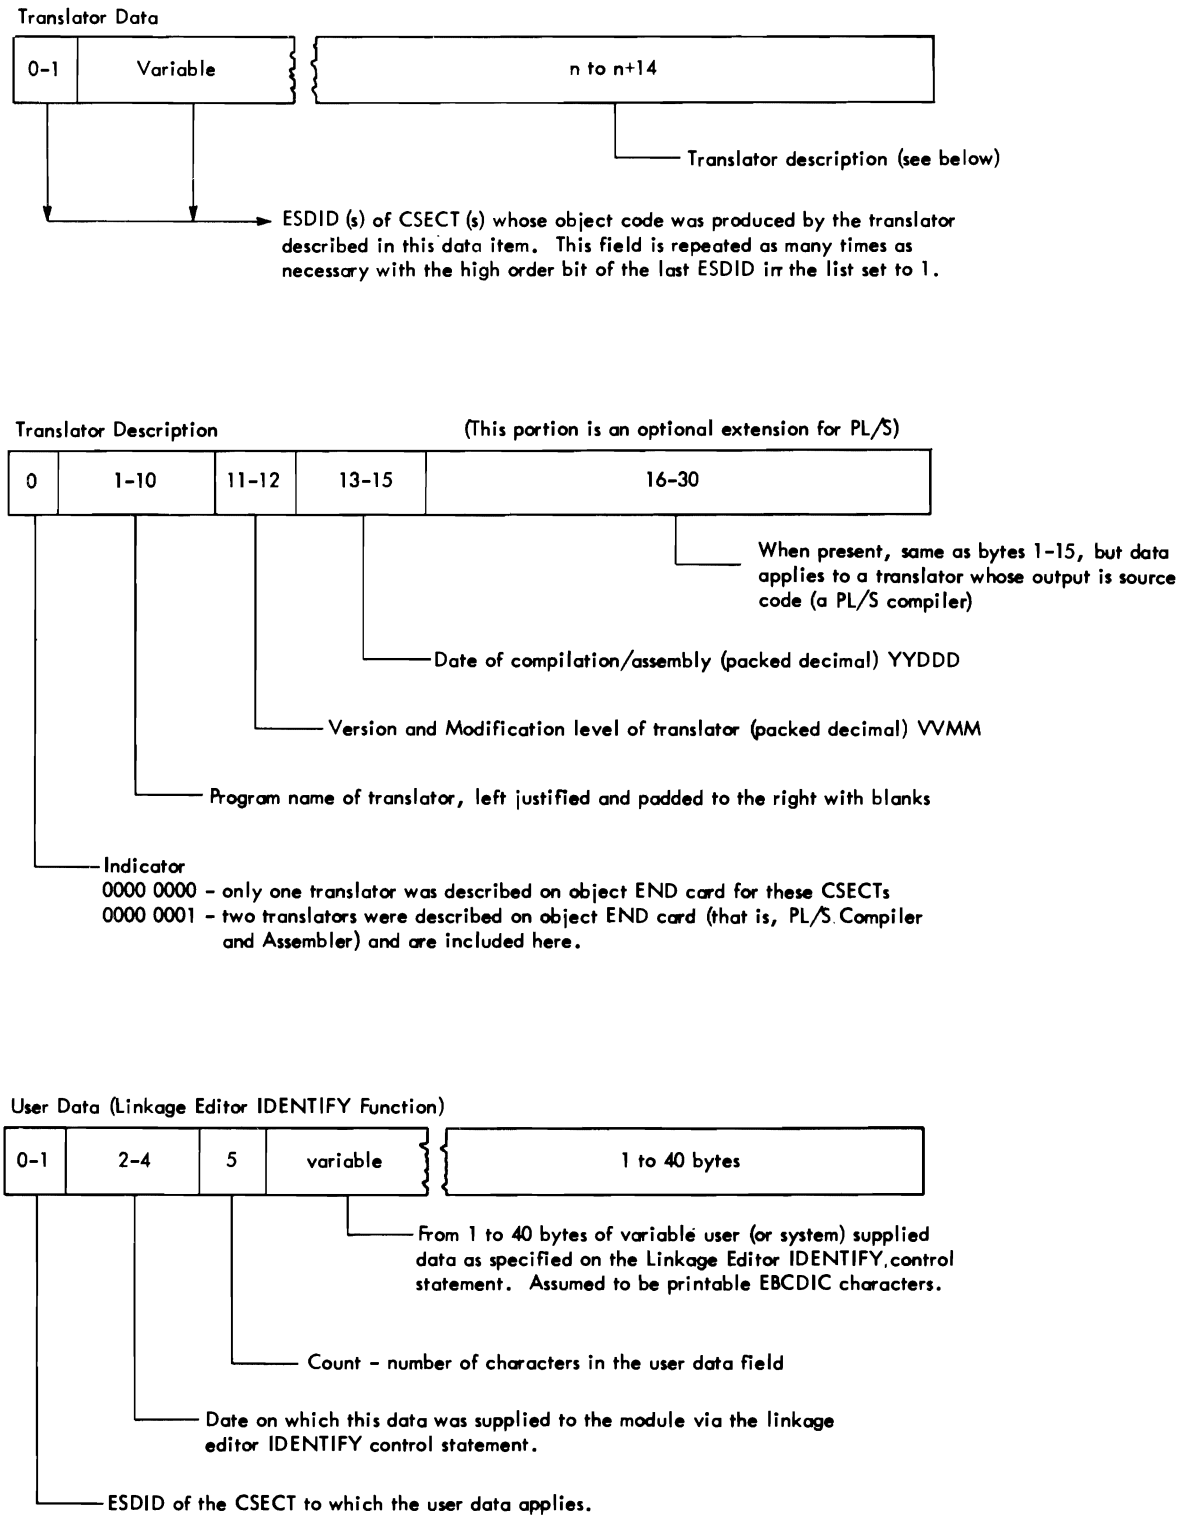 Translator Data
0-1 Variable n to n+14
Translator description (see below)
ESDID (s) of CSECT (s) whose object code was produced by the translator
described in this data item. This field is repeated as many times as
necessary with the high order bit of the last ESDID in the list set to 1.
Translator Description (This portion is an optional extension for PL/S)
0 1-10 11-12 13-15 16-30
When present, same as bytes 1-15, but data
applies to a translator whose output is source
code (a PL/S compiler)
Date of compilation/assembly (packed decimal) YYDDD
Version and Modification level of translator (packed decimal) VVMM
Program name of translator, left justified and padded to the right with blanks
Indicator
0000 0000 - only one translator was described on object END card for these CSECTs
0000 0001 - two translators were described on object END card (that is, PL/S Compiler
and Assembler) and are included here.
User Data (Linkage Editor IDENTIFY Function)
0-1 2-4 5 variable 1 to 40 bytes
From 1 to 40 bytes of variable user (or system) supplied
data as specified on the Linkage Editor IDENTIFY control
statement. Assumed to be printable EBCDIC characters.
Count - number of characters in the user data field
Date on which this data was supplied to the module via the linkage
editor IDENTIFY control statement.
ESDID of the CSECT to which the user data applies.